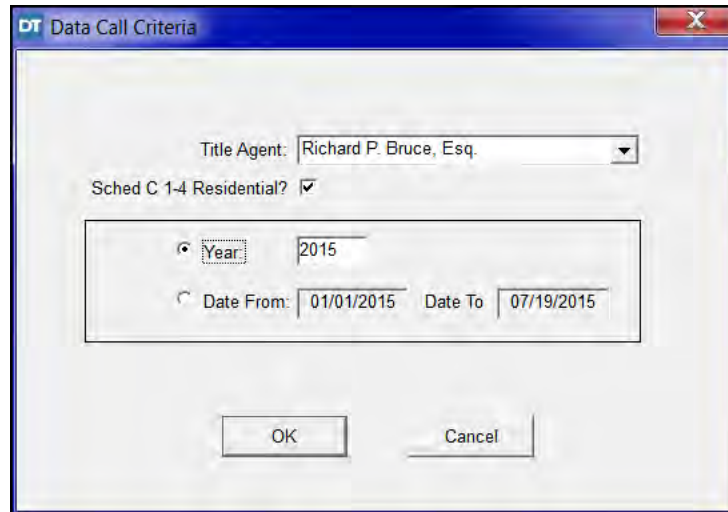 DT Data Call Criteria
Title Agent: Richard P. Bruce, Esq.
Sched C 1-4 Residential?
Year: 2015
Date From: 01/01/2015 Date To 07/19/2015
OK Cancel